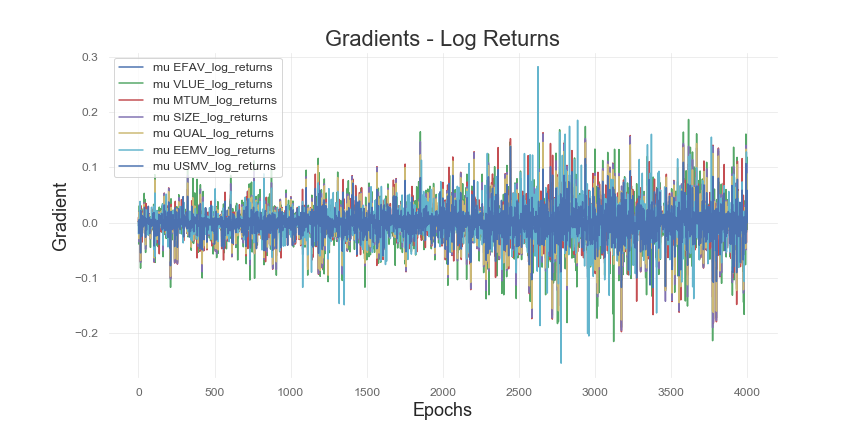 Gradients - Log Returns
0.3
0.2
0.1
0.0
−0.1
−0.2
Gradient
mu EFAV_log_returns
mu VLUE_log_returns
mu MTUM_log_returns
mu SIZE_log_returns
mu QUAL_log_returns
mu EEMV_log_returns
mu USMV_log_returns
0 500 1000 1500 2000 2500 3000 3500 4000
Epochs